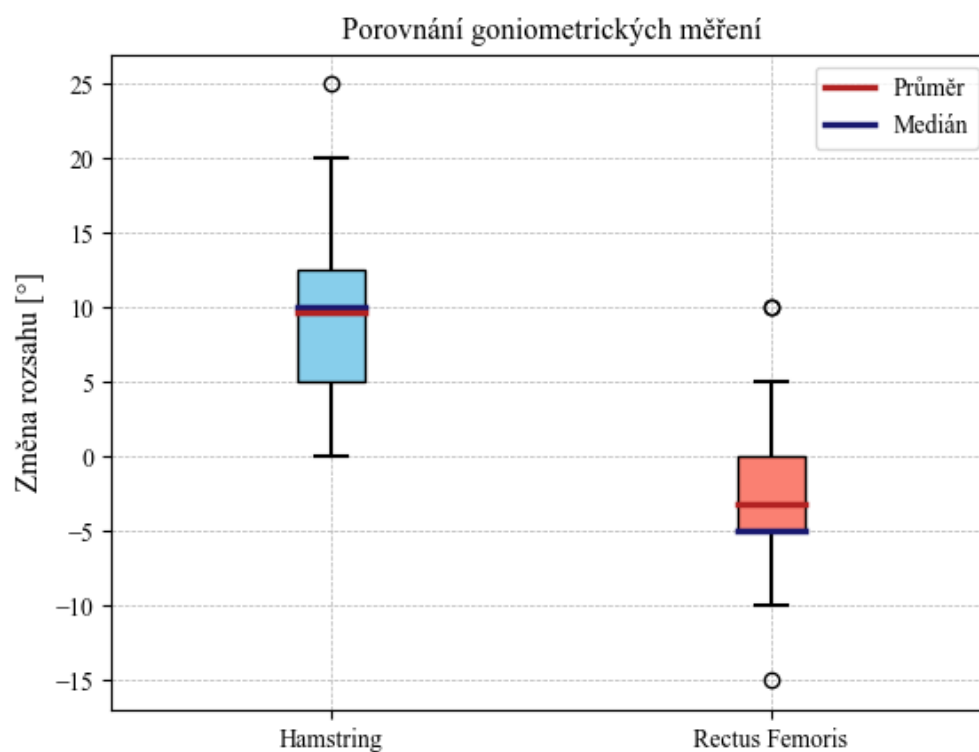 Porovnání goniometrických měření
Průměr
Medián
Změna rozsahu [°]
25
20
15
10
5
0
−5
−10
−15
Hamstring
Rectus Femoris